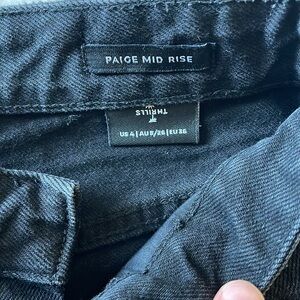 PAIGE MID RISE
THRILLS
US 4 | AU 8/26 | EU 36